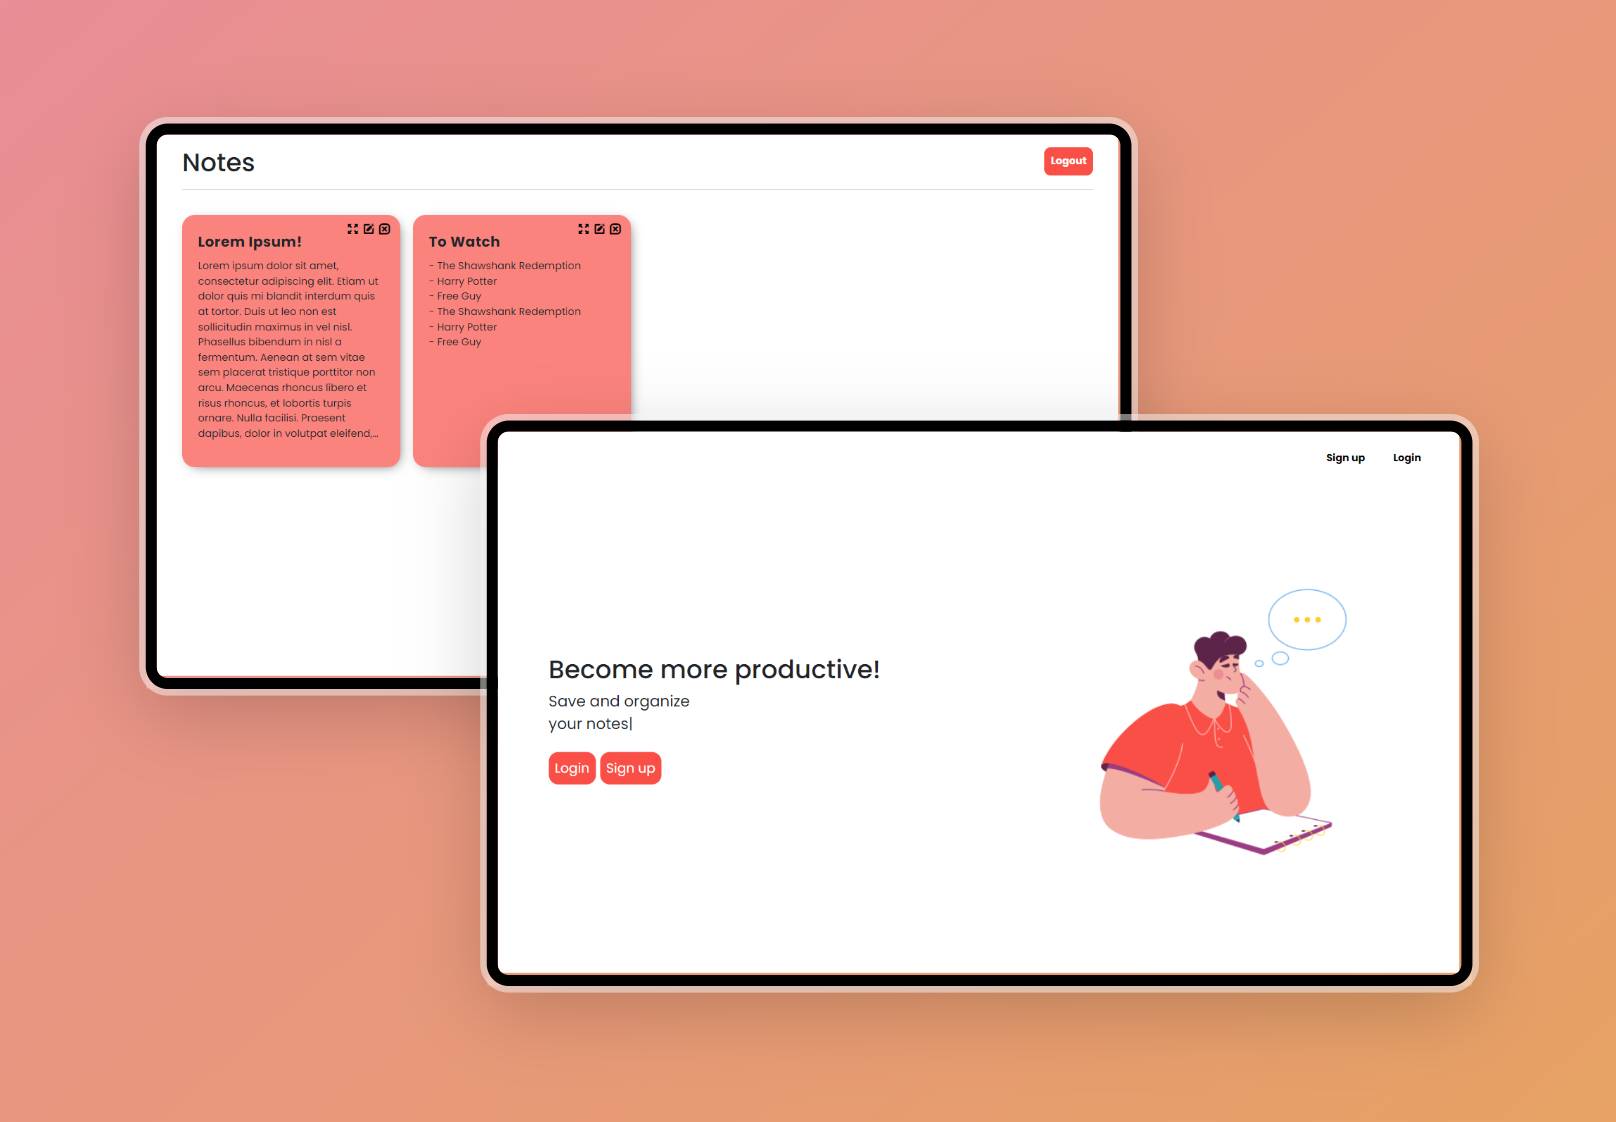 Notes
Logout
Lorem Ipsum!
Lorem ipsum dolor sit amet,
consectetur adipiscing elit. Etiam ut
dolor quis mi blandit interdum quis
at tortor. Duis ut leo non est
sollicitudin maximus in vel nisl.
Phasellus bibendum in nisl a
fermentum. Aenean at sem vitae
sem placerat tristique porttitor non
arcu. Maecenas rhoncus libero et
risus rhoncus, et lobortis turpis
ornare. Nulla facilisi. Praesent
dapibus, dolor in volutpat eleifend,...
To Watch
- The Shawshank Redemption
- Harry Potter
- Free Guy
- The Shawshank Redemption
- Harry Potter
- Free Guy
Sign up Login
Become more productive!
Save and organize
your notes|
Login Sign up